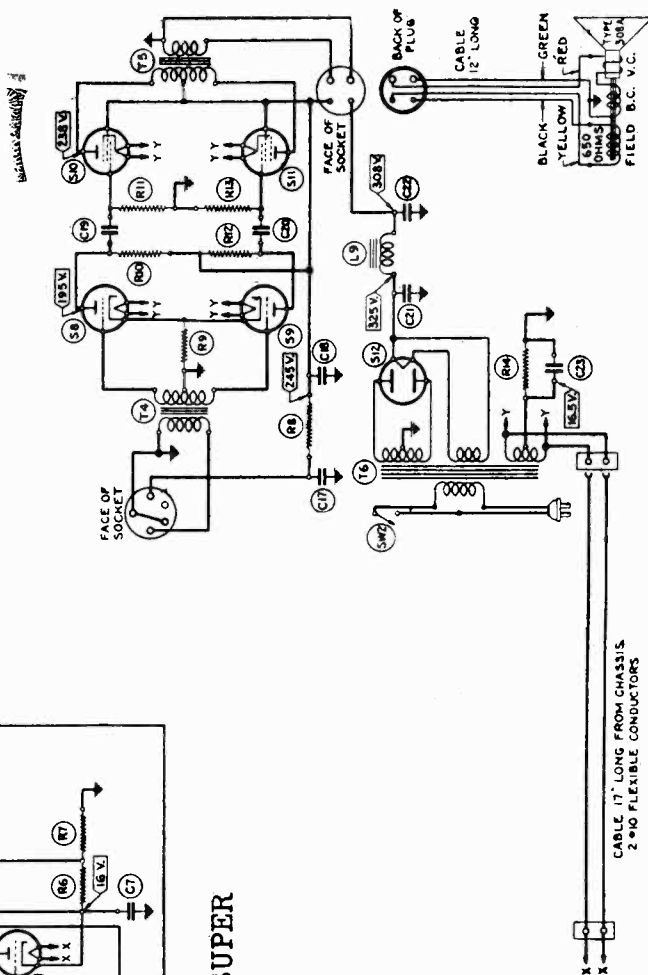 T5
S10
238 V.
Y Y
Y Y
S11
R11
R13
C19
C20
R10
R12
195 V.
S8
Y Y
Y Y
S9
R9
T4
245 V.
C18
R8
C17
FACE OF
SOCKET
FACE OF
SOCKET
BACK OF
PLUG
CABLE
12" LONG
BLACK
GREEN
YELLOW
RED
650
OHMS
FIELD B.C. V.C.
TYPE
308A
308 V.
C22
L9
325 V.
C21
S12
T6
SW2
R14
C23
16.5 V.
Y
Y
CABLE 17" LONG FROM CHASSIS
2 #10 FLEXIBLE CONDUCTORS
X
X
R7
R6
16 V.
C7
X X
SUPER